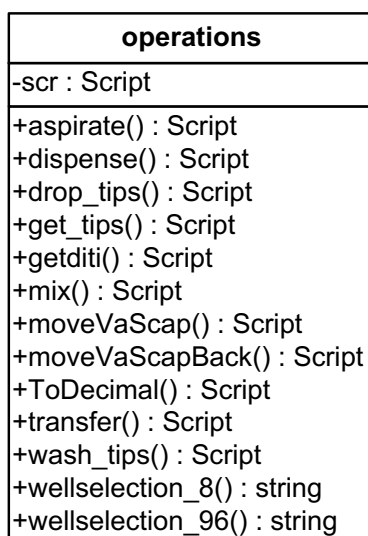 operations
-scr : Script
+aspirate() : Script
+dispense() : Script
+drop_tips() : Script
+get_tips() : Script
+getditi() : Script
+mix() : Script
+moveVaScap() : Script
+moveVaScapBack() : Script
+ToDecimal() : Script
+transfer() : Script
+wash_tips() : Script
+wellselection_8() : string
+wellselection_96() : string